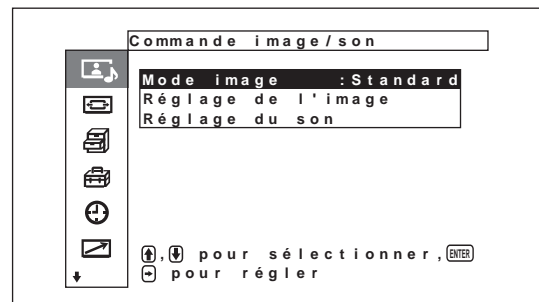 Commande image/son
Mode image :Standard
Réglage de l'image
Réglage du son
, pour sélectionner, ENTER
pour régler